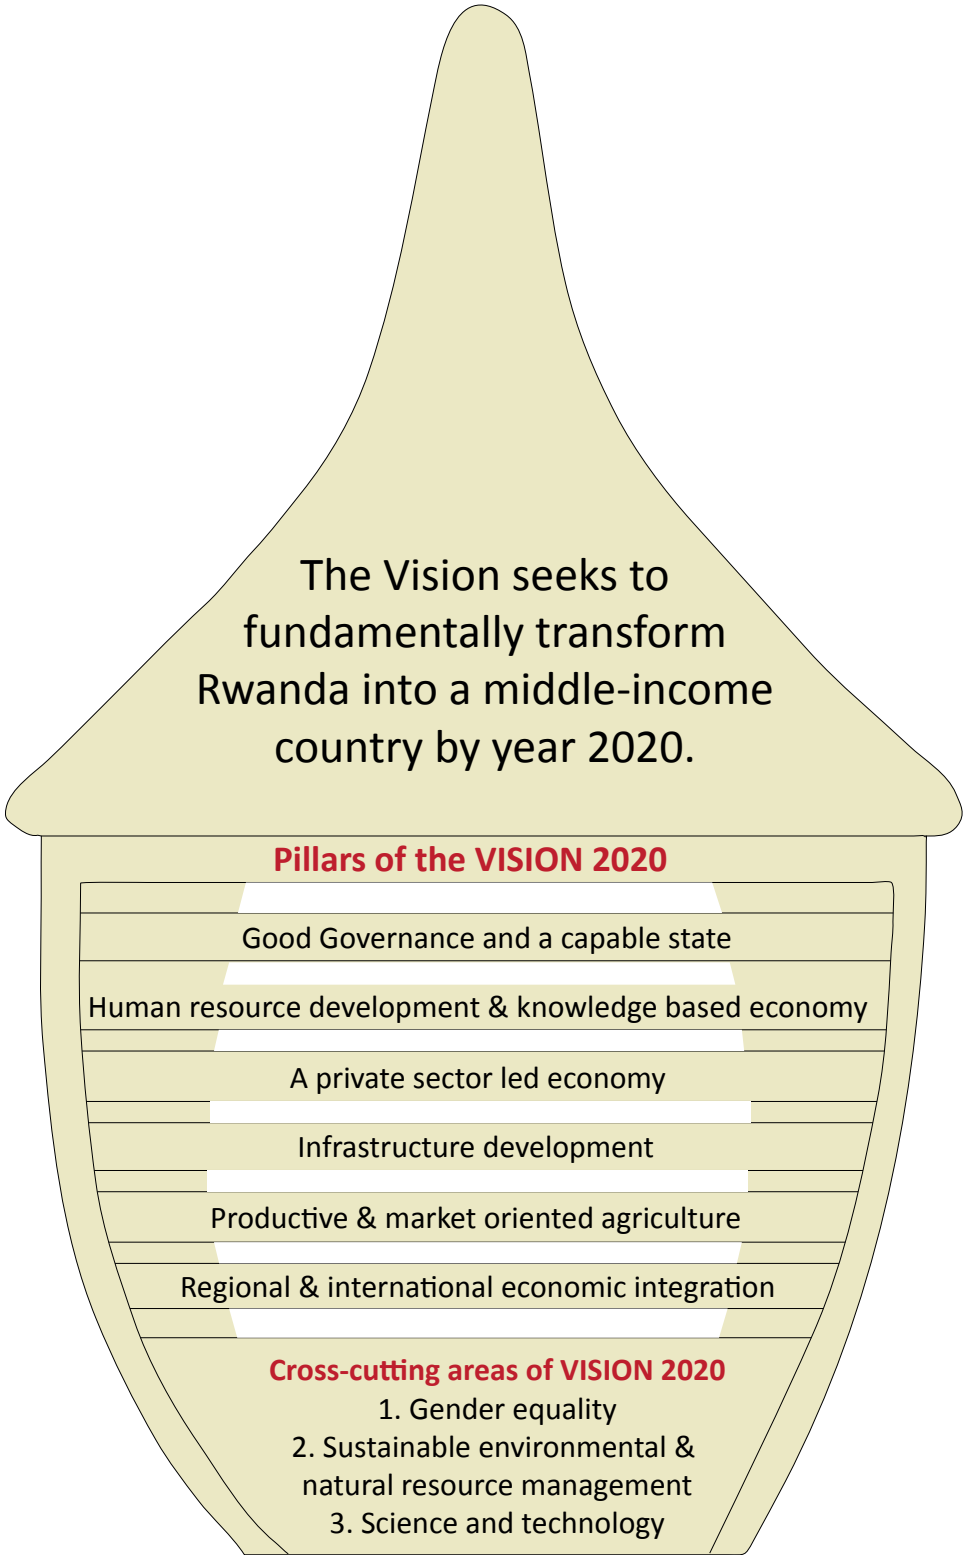 The Vision seeks to
fundamentally transform
Rwanda into a middle-income
country by year 2020.
Pillars of the VISION 2020
Good Governance and a capable state
Human resource development & knowledge based economy
A private sector led economy
Infrastructure development
Productive & market oriented agriculture
Regional & international economic integration
Cross-cutting areas of VISION 2020
1. Gender equality
2. Sustainable environmental &
natural resource management
3. Science and technology